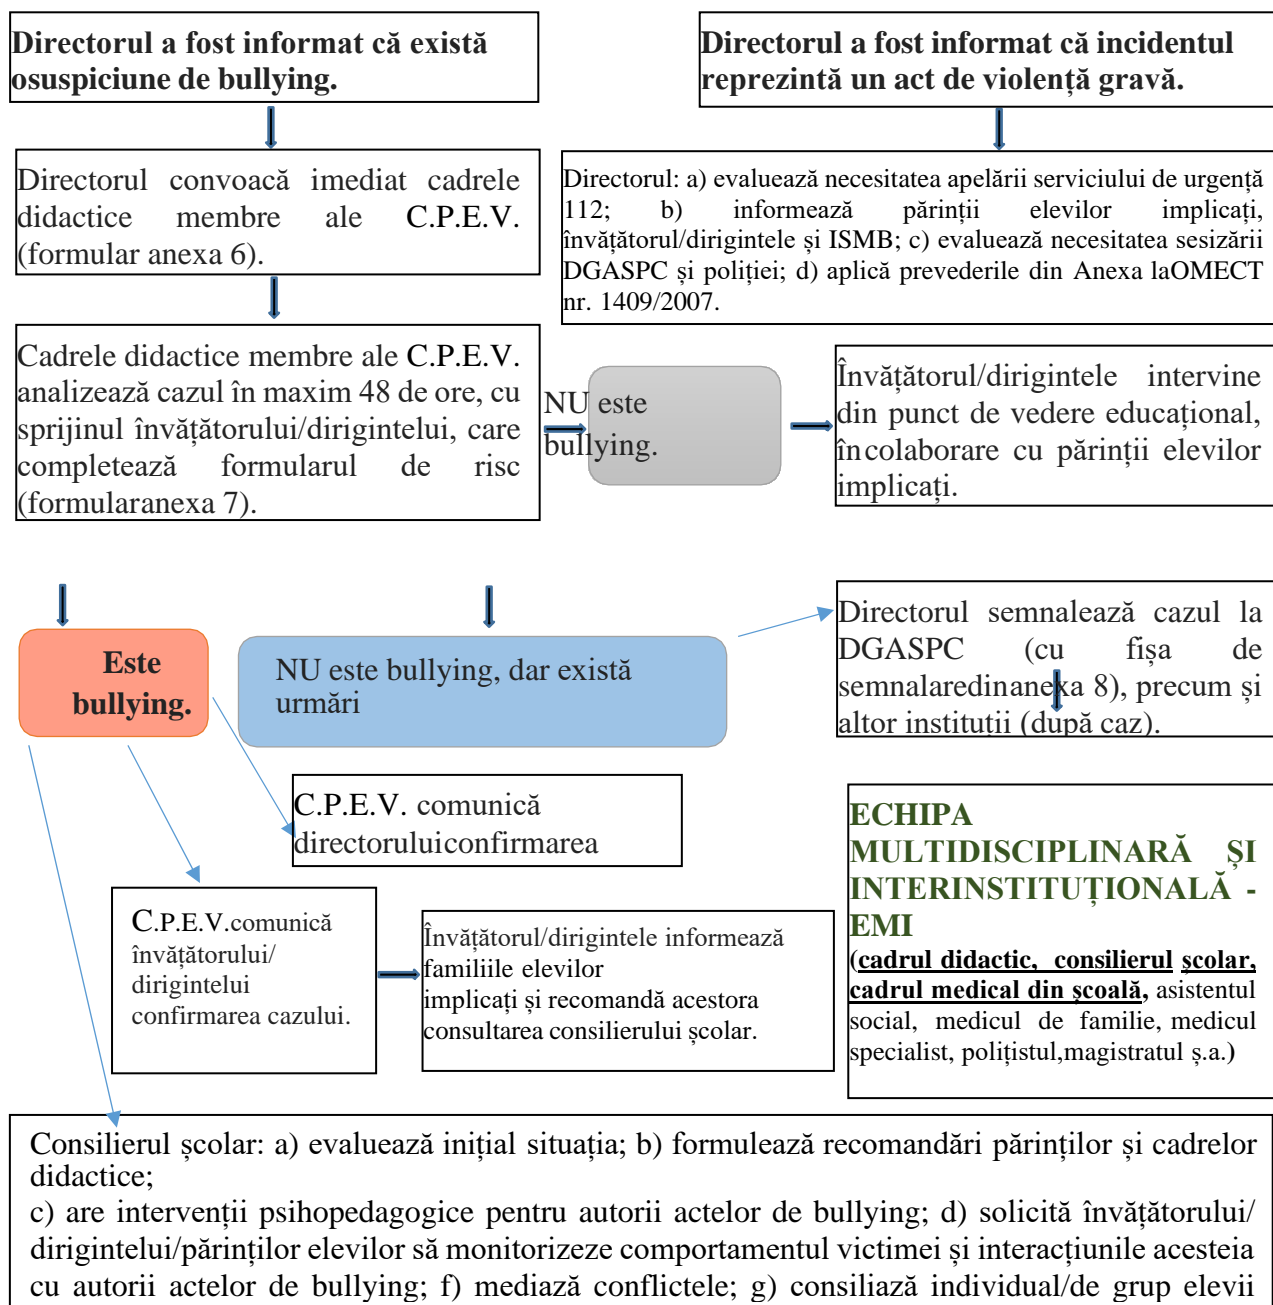 Directorul a fost informat că există
osuspiciune de bullying.
Directorul a fost informat că incidentul
reprezintă un act de violență gravă.
Directorul convoacă imediat cadrele
didactice membre ale C.P.E.V.
(formular anexa 6).
Directorul: a) evaluează necesitatea apelării serviciului de urgență
112; b) informează părinții elevilor implicați,
învățătorul/dirigintele și ISMB; c) evaluează necesitatea sesizării
DGASPC și poliției; d) aplică prevederile din Anexa laOMECT
nr. 1409/2007.
Cadrele didactice membre ale C.P.E.V.
analizează cazul în maxim 48 de ore, cu
sprijinul învățătorului/dirigintelui, care
completează formularul de risc
(formularanexa 7).
NU este
bullying.
Învățătorul/dirigintele intervine
din punct de vedere educațional,
încolaborare cu părinții elevilor
implicați.
Este
bullying.
NU este bullying, dar există
urmări
Directorul semnalează cazul la
DGASPC (cu fișa de
semnalaredinanexa 8), precum și
altor instituții (după caz).
C.P.E.V. comunică
directoruluiconfirmarea
C.P.E.V.comunică
învățătorului/
dirigintelui
confirmarea cazului.
Învățătorul/dirigintele informează
familiile elevilor
implicați și recomandă acestora
consultarea consilierului școlar.
ECHIPA
MULTIDISCIPLINARĂ ȘI
INTERINSTITUȚIONALĂ -
EMI
(cadrul didactic, consilierul școlar,
cadrul medical din școală, asistentul
social, medicul de familie, medicul
specialist, polițistul,magistratul ș.a.)
Consilierul școlar: a) evaluează inițial situația; b) formulează recomandări părinților și cadrelor
didactice;
c) are intervenții psihopedagogice pentru autorii actelor de bullying; d) solicită învățătorului/
dirigintelui/părinților elevilor să monitorizeze comportamentul victimei și interacțiunile acesteia
cu autorii actelor de bullying; f) mediază conflictele; g) consiliază individual/de grup elevii